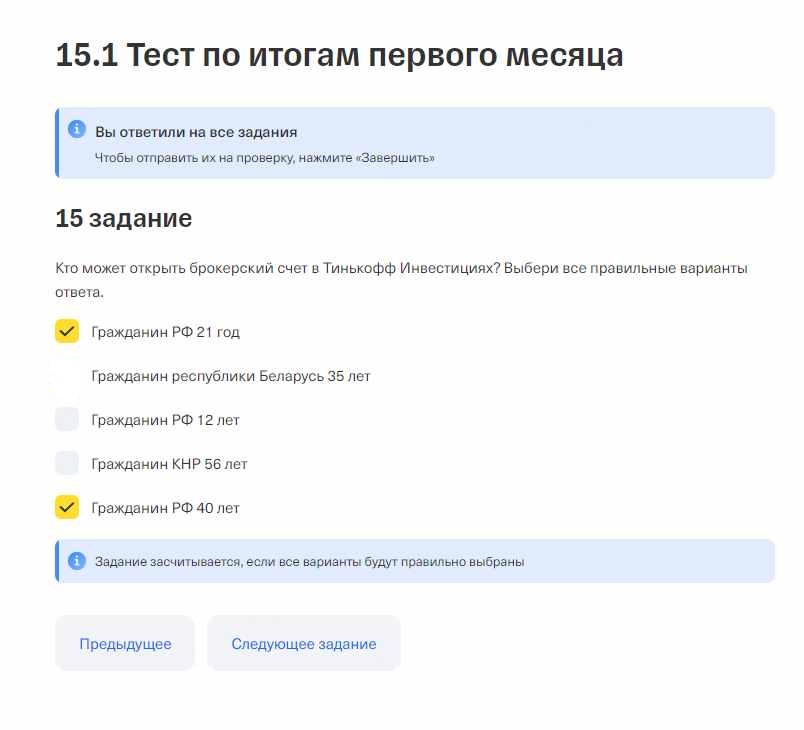 15.1 Тест по итогам первого месяца
Вы ответили на все задания
Чтобы отправить их на проверку, нажмите «Завершить»
15 задание
Кто может открыть брокерский счет в Тинькофф Инвестициях? Выбери все правильные варианты
ответа.
Гражданин РФ 21 год
Гражданин республики Беларусь 35 лет
Гражданин РФ 12 лет
Гражданин КНР 56 лет
Гражданин РФ 40 лет
Задание засчитывается, если все варианты будут правильно выбраны
Предыдущее
Следующее задание